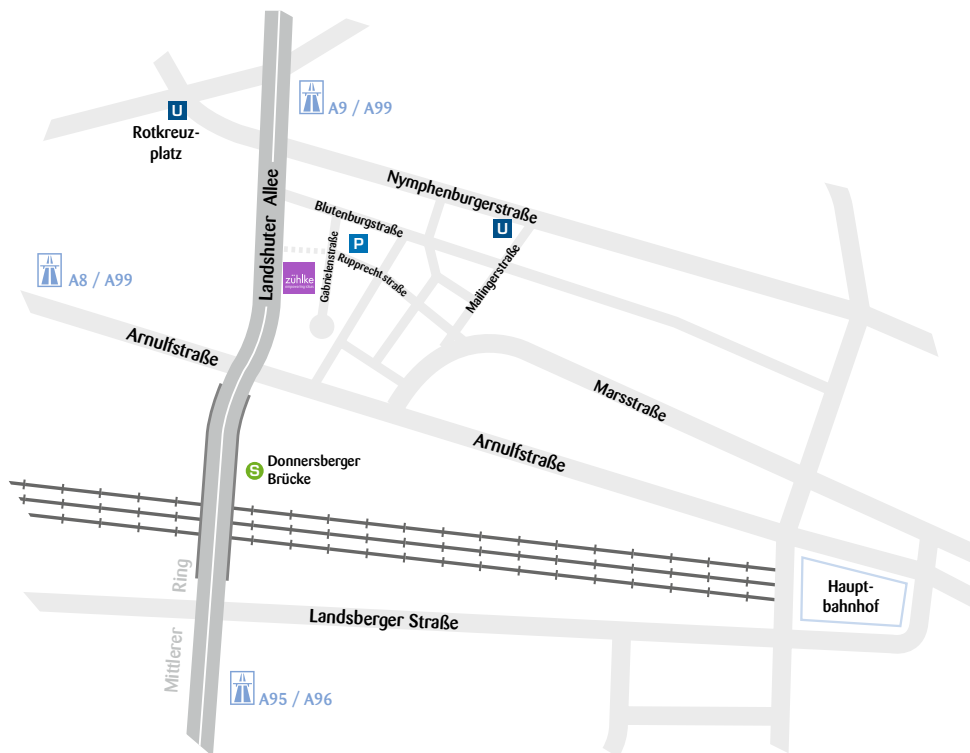 A9 / A99
U
Rotkreuz-
platz
Nymphenburgerstraße
Landshuter Allee
Blutenburgstraße
U
P
Gabrielenstraße
Rupprechtstraße
Mailingerstraße
A8 / A99
zühlke
Arnulfstraße
Marsstraße
Arnulfstraße
S
Donnersberger
Brücke
Mittlerer Ring
Haupt-
bahnhof
Landsberger Straße
A95 / A96